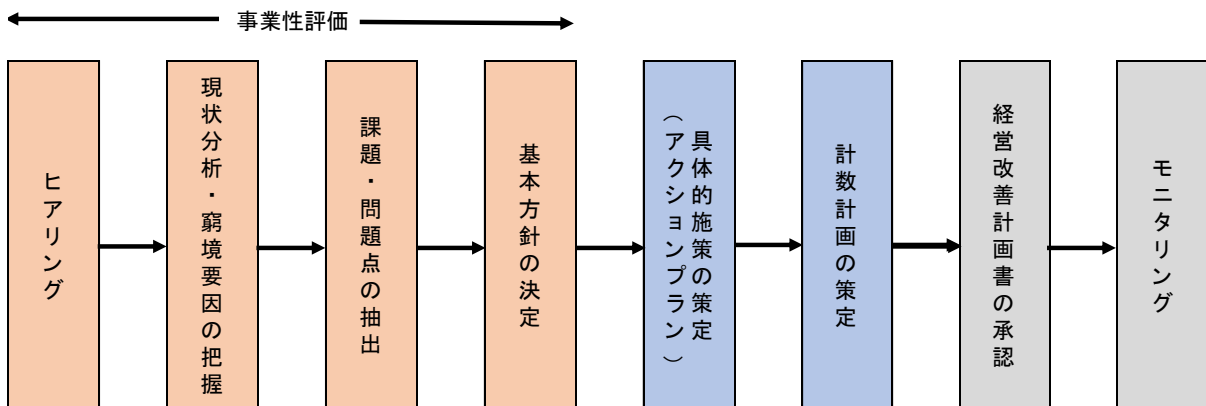 事業性評価
ヒアリング
現状分析・窮境要因の把握
課題・問題点の抽出
基本方針の決定
具体的施策の策定
（アクションプラン）
計数計画の策定
経営改善計画書の承認
モニタリング